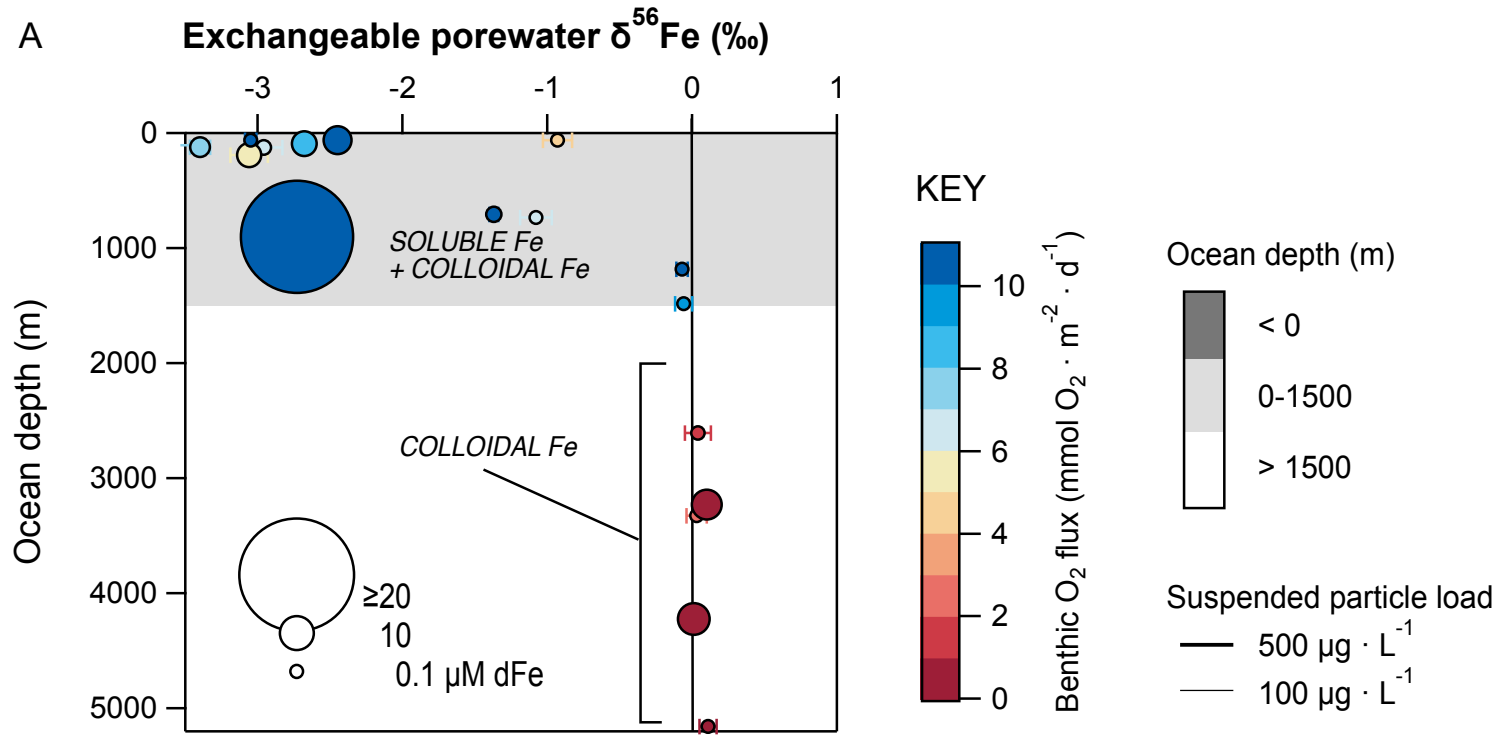 A
Exchangeable porewater δ⁵⁶Fe (‰)
-3 -2 -1 0 1
0
1000
2000
3000
4000
5000
Ocean depth (m)
SOLUBLE Fe
+ COLLOIDAL Fe
COLLOIDAL Fe
≥20
10
0.1 µM dFe
KEY
10
8
6
4
2
0
Benthic O₂ flux (mmol O₂ · m⁻² · d⁻¹)
Ocean depth (m)
< 0
0-1500
> 1500
Suspended particle load
500 µg · L⁻¹
100 µg · L⁻¹